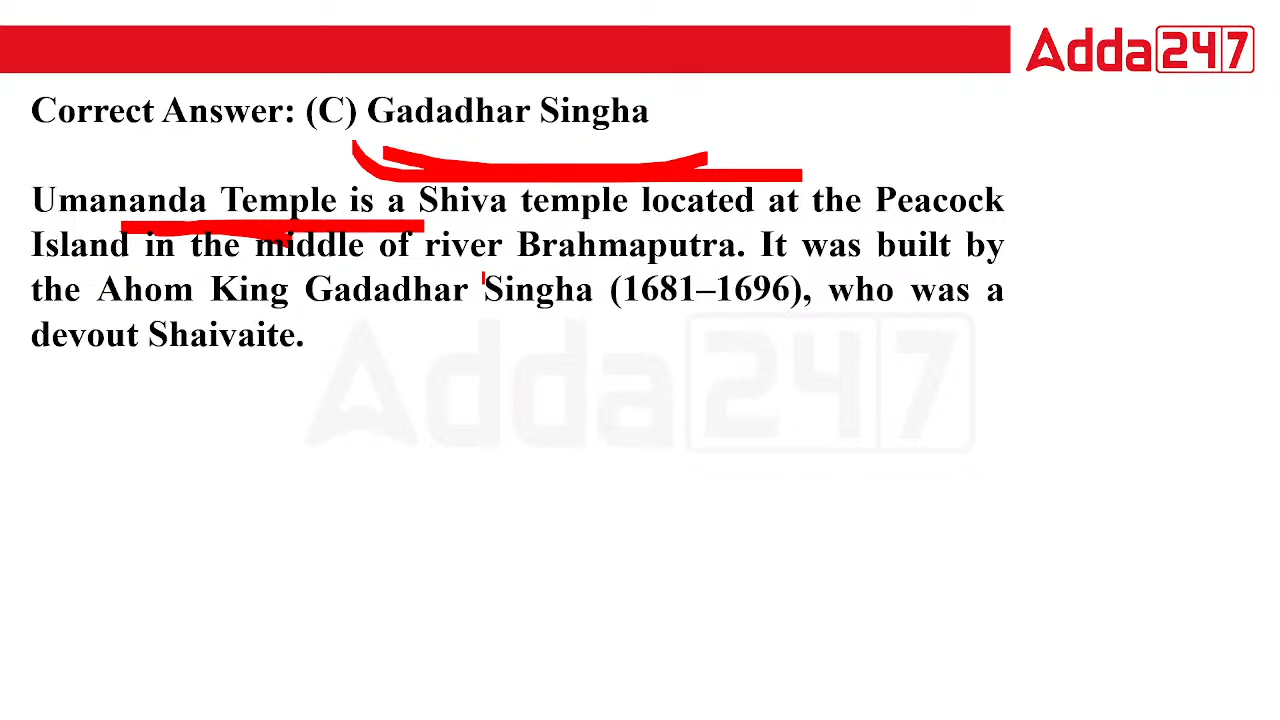 Adda247
Correct Answer: (C) Gadadhar Singha
Umananda Temple is a Shiva temple located at the Peacock
Island in the middle of river Brahmaputra. It was built by
the Ahom King Gadadhar Singha (1681–1696), who was a
devout Shaivaite.
Adda247